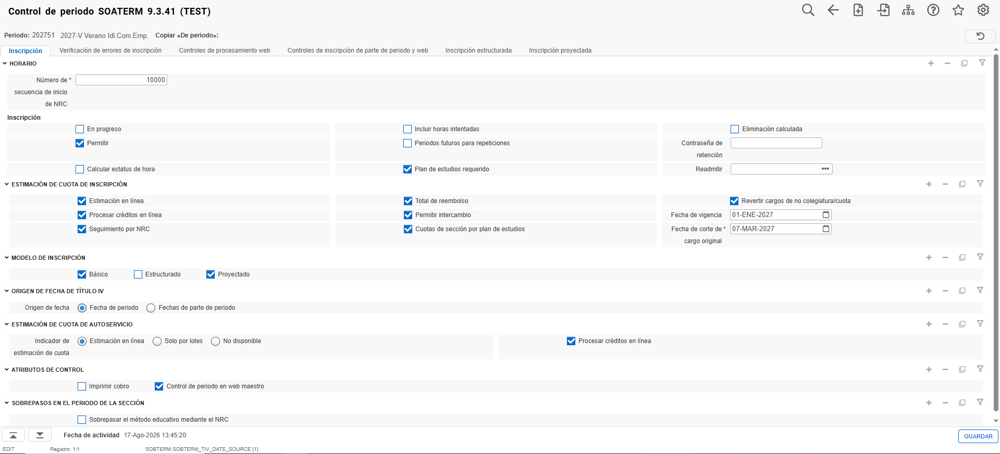 Control de periodo SOATERM 9.3.41 (TEST)
Periodo: 202751 2027-V Verano Idi.Com.Emp. Copiar «De periodo»:
Inscripción Verificación de errores de inscripción Controles de procesamiento web Controles de inscripción de parte de periodo y web Inscripción estructurada Inscripción proyectada
HORARIO
Número de * 10000
secuencia de inicio
de NRC
Inscripción
En progreso Incluir horas intentadas Eliminación calculada
Permitir Periodos futuros para repeticiones Contraseña de
retención
Calcular estatus de hora Plan de estudios requerido Readmitir
ESTIMACIÓN DE CUOTA DE INSCRIPCIÓN
Estimación en línea Total de reembolso Revertir cargos de no colegiatura/cuota
Procesar créditos en línea Permitir intercambio Fecha de vigencia 01-ENE-2027
Seguimiento por NRC Cuotas de sección por plan de estudios Fecha de corte de * 07-MAR-2027
cargo original
MODELO DE INSCRIPCIÓN
Básico Estructurado Proyectado
ORIGEN DE FECHA DE TÍTULO IV
Origen de fecha Fecha de periodo Fechas de parte de periodo
ESTIMACIÓN DE CUOTA DE AUTOSERVICIO
Indicador de Estimación en línea Solo por lotes No disponible Procesar créditos en línea
estimación de cuota
ATRIBUTOS DE CONTROL
Imprimir cobro Control de periodo en web maestro
SOBREPASOS EN EL PERIODO DE LA SECCIÓN
Sobrepasar el método educativo mediante el NRC
Fecha de actividad 17-Ago-2026 13:45:20 GUARDAR
EDIT Registro: 1/1 SOBTERM.SOBTERM_TIV_DATE_SOURCE [1]